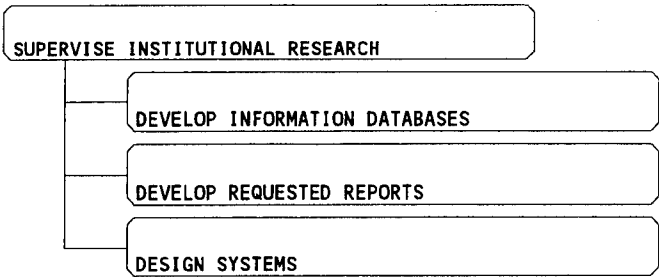 SUPERVISE INSTITUTIONAL RESEARCH
DEVELOP INFORMATION DATABASES
DEVELOP REQUESTED REPORTS
DESIGN SYSTEMS